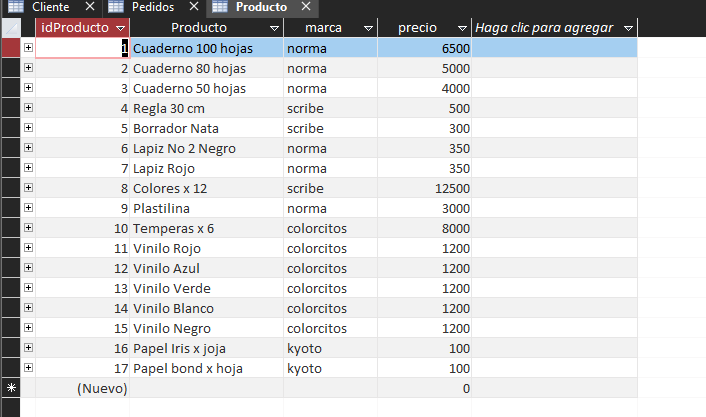 Cliente Pedidos Producto
idProducto Producto marca precio Haga clic para agregar
1 Cuaderno 100 hojas norma 6500
2 Cuaderno 80 hojas norma 5000
3 Cuaderno 50 hojas norma 4000
4 Regla 30 cm scribe 500
5 Borrador Nata scribe 300
6 Lapiz No 2 Negro norma 350
7 Lapiz Rojo norma 350
8 Colores x 12 scribe 12500
9 Plastilina norma 3000
10 Temperas x 6 colorcitos 8000
11 Vinilo Rojo colorcitos 1200
12 Vinilo Azul colorcitos 1200
13 Vinilo Verde colorcitos 1200
14 Vinilo Blanco colorcitos 1200
15 Vinilo Negro colorcitos 1200
16 Papel Iris x joja kyoto 100
17 Papel bond x hoja kyoto 100
(Nuevo) 0